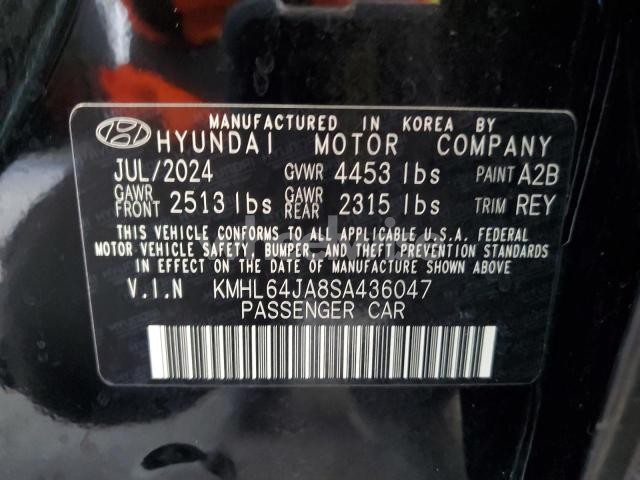 MANUFACTURED IN KOREA BY
HYUNDAI MOTOR COMPANY
JUL/2024 GVWR 4453 lbs PAINT A2B
GAWR FRONT 2513 lbs GAWR REAR 2315 lbs TRIM REY
THIS VEHICLE CONFORMS TO ALL APPLICABLE U.S.A. FEDERAL
MOTOR VEHICLE SAFETY, BUMPER, AND THEFT PREVENTION STANDARDS
IN EFFECT ON THE DATE OF MANUFACTURE SHOWN ABOVE
V.I.N KMHL64JA8SA436047
PASSENGER CAR